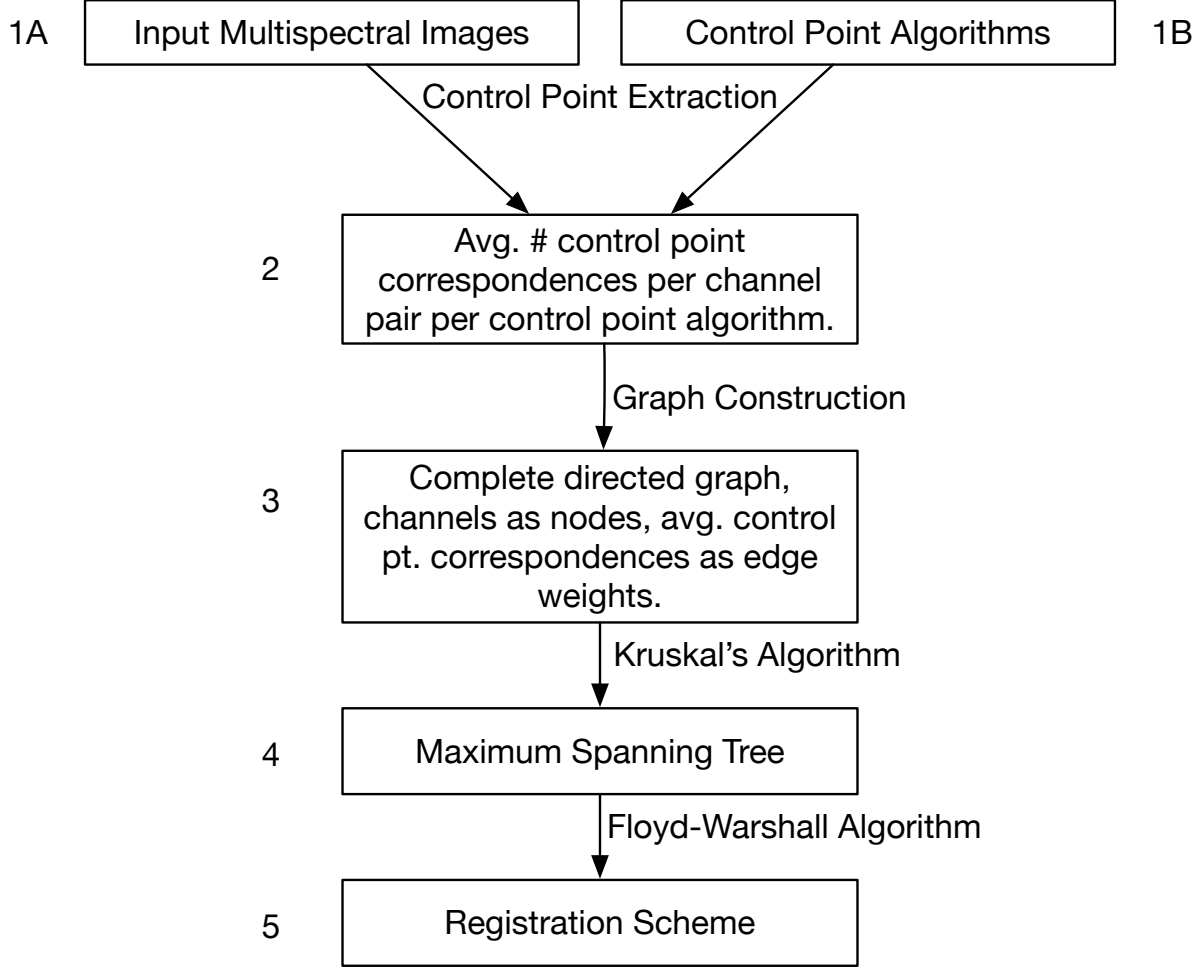 1A
Input Multispectral Images
Control Point Algorithms
1B
Control Point Extraction
2
Avg. # control point
correspondences per channel
pair per control point algorithm.
Graph Construction
3
Complete directed graph,
channels as nodes, avg. control
pt. correspondences as edge
weights.
Kruskal's Algorithm
4
Maximum Spanning Tree
Floyd-Warshall Algorithm
5
Registration Scheme